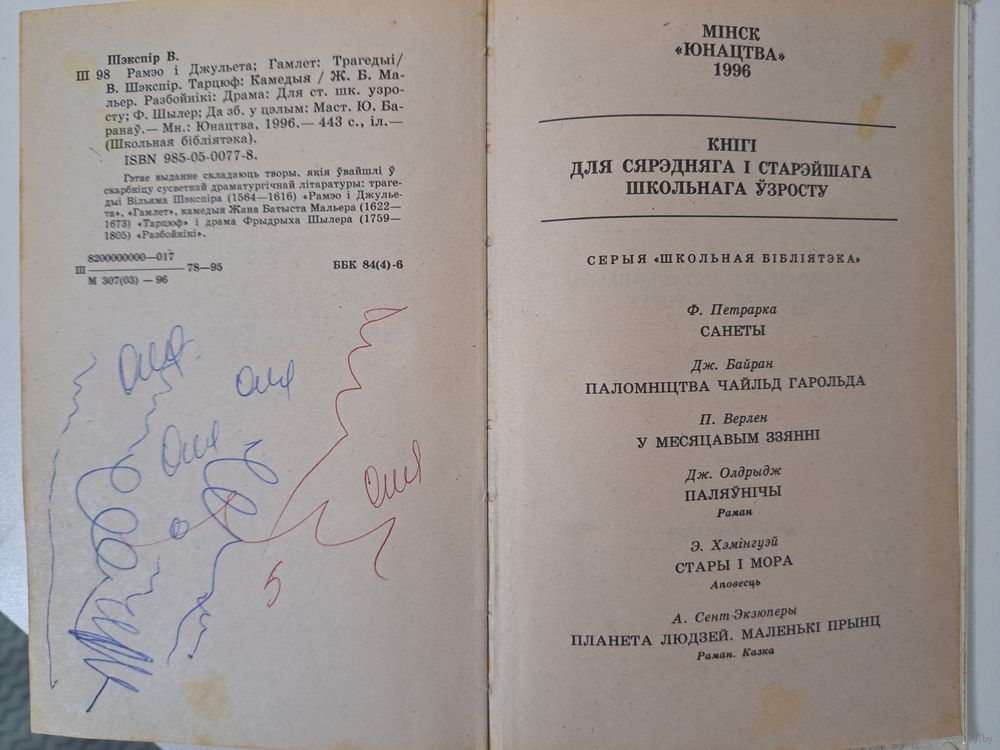 Шэкспір В.
Ш 98 Рамэо і Джульета; Гамлет: Трагедыі/
В. Шэкспір. Тарцюф: Камедыя / Ж. Б. Ма-
льер. Разбойнікі: Драма: Для ст. шк. узро-
сту; Ф. Шылер; Да зб. у цэлым: Маст. Ю. Ба-
ранаў.— Мн.: Юнацтва, 1996.— 443 с., іл.—
(Школьная бібліятэка).
ISBN 985-05-0077-8.
Гэтае выданне складаюць творы, якія ўвайшлі ў
скарбніцу сусветнай драматургічнай літаратуры: траге-
дыі Вільяма Шэкспіра (1564—1616) «Рамэо і Джулье-
та», «Гамлет», камедыя Жана Батыста Мальера (1622—
1673) «Тарцюф» і драма Фрыдрыха Шылера (1759—
1805) «Разбойнікі».
8200000000—017
Ш 78—95
М 307(03) — 96
ББК 84(4)-6
Оля
Оля
Оля
Оля
5
МІНСК
«ЮНАЦТВА»
1996
КНІГІ
ДЛЯ СЯРЭДНЯГА І СТАРЭЙШАГА
ШКОЛЬНАГА ЎЗРОСТУ
СЕРЫЯ «ШКОЛЬНАЯ БІБЛІЯТЭКА»
Ф. Петрарка
САНЕТЫ
Дж. Байран
ПАЛОМНІЦТВА ЧАЙЛЬД ГАРОЛЬДА
П. Верлен
У МЕСЯЦАВЫМ ЗЗЯННІ
Дж. Олдрыдж
ПАЛЯЎНІЧЫ
Раман
Э. Хэмінгуэй
СТАРЫ І МОРА
Аповесць
А. Сент-Экзюперы
ПЛАНЕТА ЛЮДЗЕЙ. МАЛЕНЬКІ ПРЫНЦ
Раман. Казка